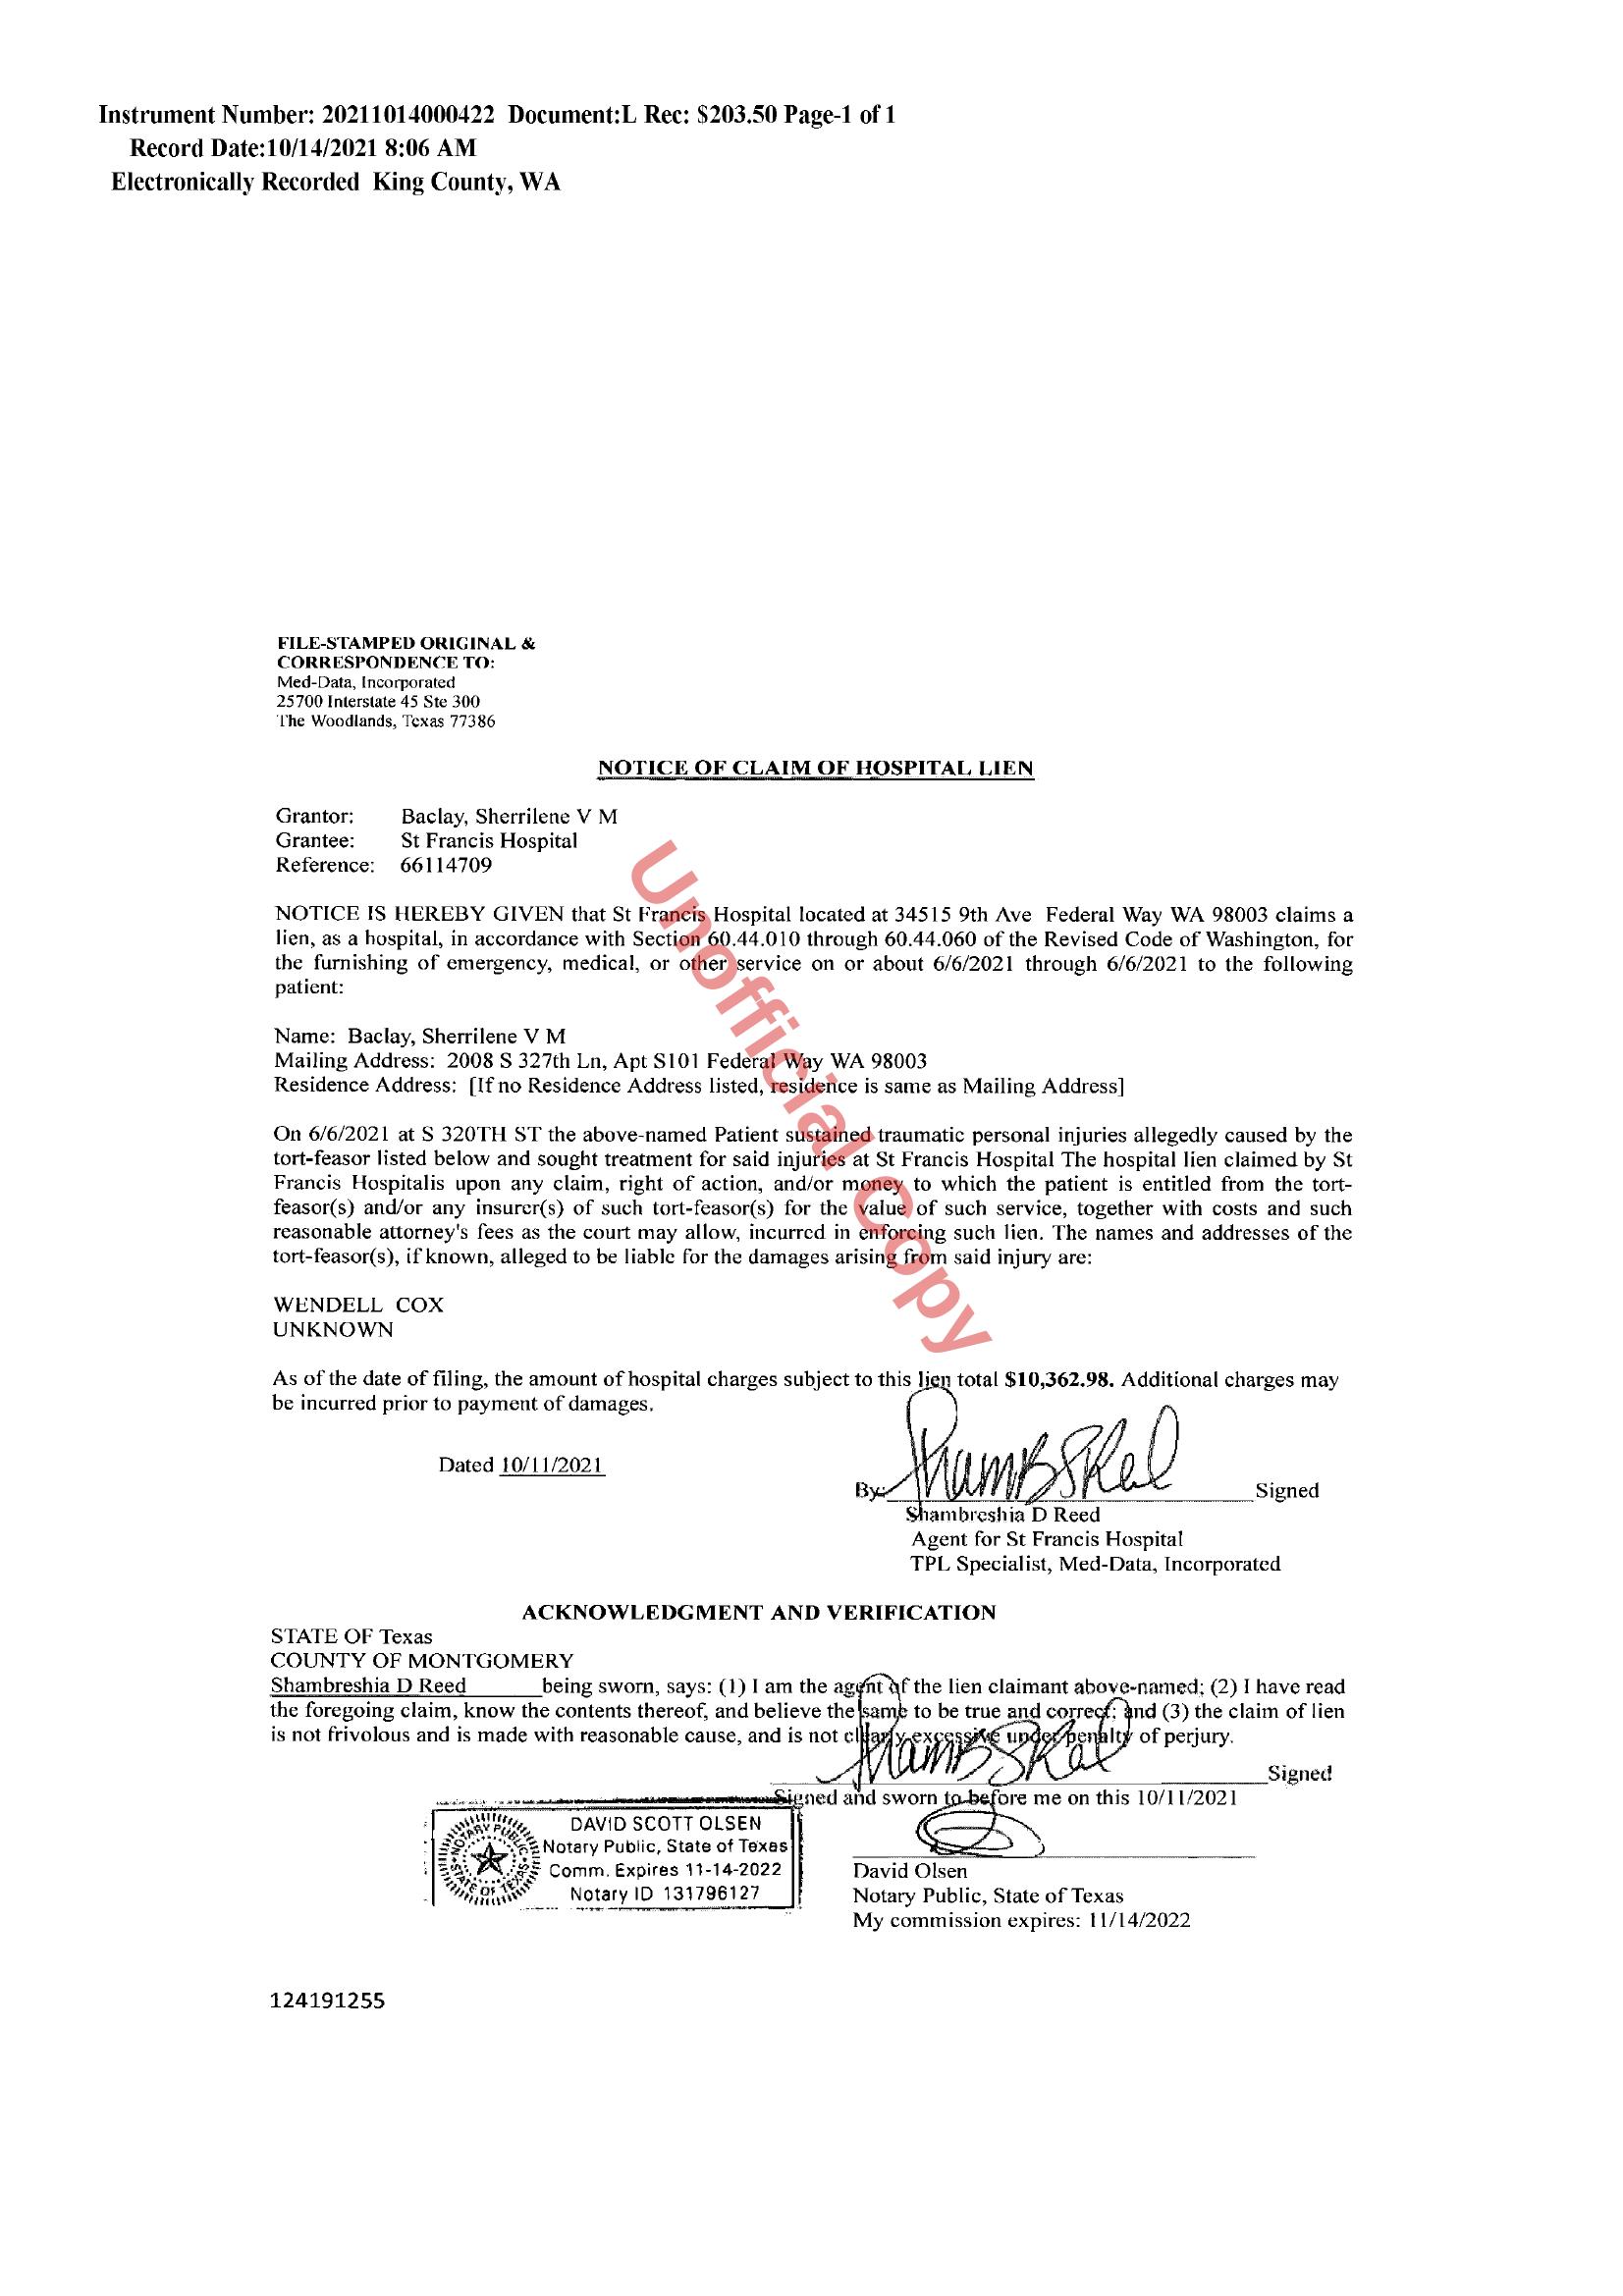 Instrument Number: 20211014000422 Document:L Rec: $203.50 Page-1 of 1
Record Date:10/14/2021 8:06 AM
Electronically Recorded King County, WA
FILE-STAMPED ORIGINAL &
CORRESPONDENCE TO:
Med-Data, Incorporated
25700 Interstate 45 Ste 300
The Woodlands, Texas 77386
NOTICE OF CLAIM OF HOSPITAL LIEN
Grantor: Baclay, Sherrilene V M
Grantee: St Francis Hospital
Reference: 66114709
NOTICE IS HEREBY GIVEN that St Francis Hospital located at 34515 9th Ave Federal Way WA 98003 claims a
lien, as a hospital, in accordance with Section 60.44.010 through 60.44.060 of the Revised Code of Washington, for
the furnishing of emergency, medical, or other service on or about 6/6/2021 through 6/6/2021 to the following
patient:
Name: Baclay, Sherrilene V M
Mailing Address: 2008 S 327th Ln, Apt S101 Federal Way WA 98003
Residence Address: [If no Residence Address listed, residence is same as Mailing Address]
On 6/6/2021 at S 320TH ST the above-named Patient sustained traumatic personal injuries allegedly caused by the
tort-feasor listed below and sought treatment for said injuries at St Francis Hospital The hospital lien claimed by St
Francis Hospitalis upon any claim, right of action, and/or money to which the patient is entitled from the tort-
feasor(s) and/or any insurer(s) of such tort-feasor(s) for the value of such service, together with costs and such
reasonable attorney's fees as the court may allow, incurred in enforcing such lien. The names and addresses of the
tort-feasor(s), if known, alleged to be liable for the damages arising from said injury are:
WENDELL COX
UNKNOWN
As of the date of filing, the amount of hospital charges subject to this lien total $10,362.98. Additional charges may
be incurred prior to payment of damages.
Dated 10/11/2021
By: Signed
Shambreshia D Reed
Agent for St Francis Hospital
TPL Specialist, Med-Data, Incorporated
ACKNOWLEDGMENT AND VERIFICATION
STATE OF Texas
COUNTY OF MONTGOMERY
Shambreshia D Reed being sworn, says: (1) I am the agent of the lien claimant above-named; (2) I have read
the foregoing claim, know the contents thereof, and believe the same to be true and correct; and (3) the claim of lien
is not frivolous and is made with reasonable cause, and is not clearly excessive under penalty of perjury.
Signed
Signed and sworn to before me on this 10/11/2021
NOTARY PUBLIC
STATE OF TEXAS
DAVID SCOTT OLSEN
Notary Public, State of Texas
Comm. Expires 11-14-2022
Notary ID 131796127
David Olsen
Notary Public, State of Texas
My commission expires: 11/14/2022
124191255
Unofficial Copy